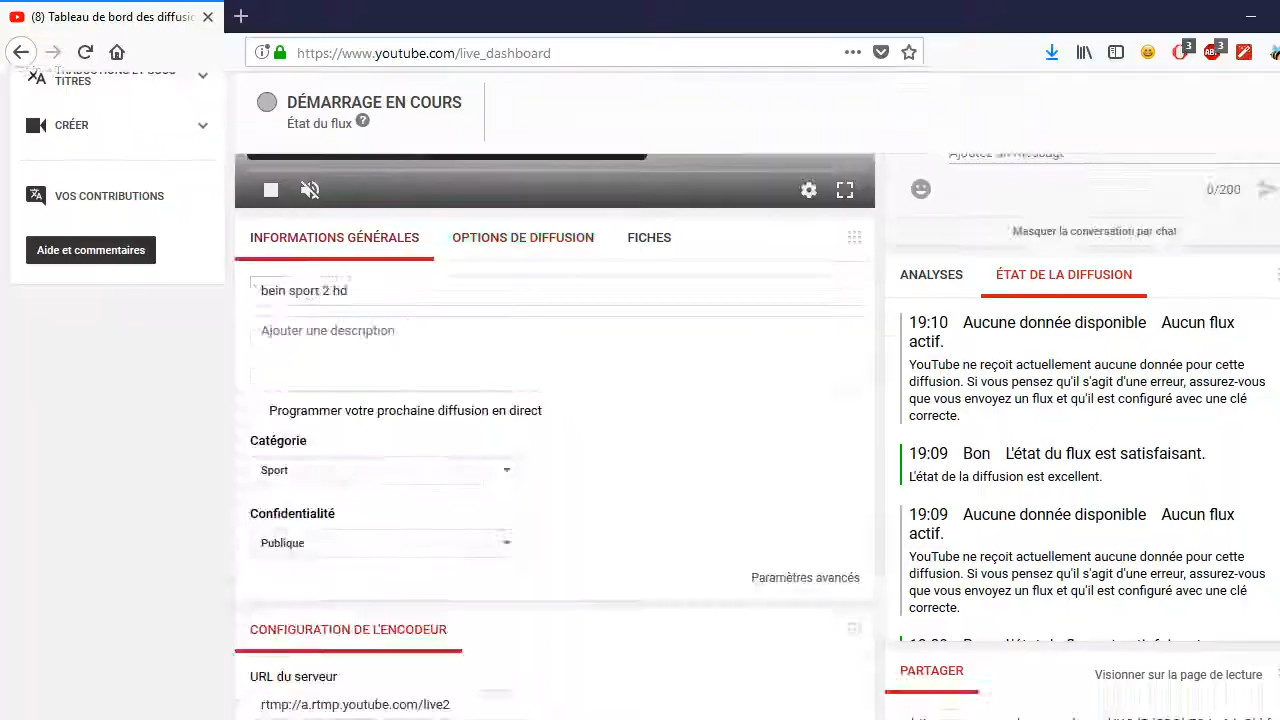 (8) Tableau de bord des diffusio
https://www.youtube.com/live_dashboard
3
3
TRADUCTIONS ET SOUS-
TITRES
CRÉER
VOS CONTRIBUTIONS
Aide et commentaires
DÉMARRAGE EN COURS
État du flux
INFORMATIONS GÉNÉRALES
OPTIONS DE DIFFUSION
FICHES
bein sport 2 hd
Ajouter une description
Programmer votre prochaine diffusion en direct
Catégorie
Sport
Confidentialité
Publique
Paramètres avancés
CONFIGURATION DE L'ENCODEUR
URL du serveur
rtmp://a.rtmp.youtube.com/live2
Ajoutez un message
0/200
Masquer la conversation par chat
ANALYSES
ÉTAT DE LA DIFFUSION
19:10 Aucune donnée disponible Aucun flux
actif.
YouTube ne reçoit actuellement aucune donnée pour cette
diffusion. Si vous pensez qu'il s'agit d'une erreur, assurez-vous
que vous envoyez un flux et qu'il est configuré avec une clé
correcte.
19:09 Bon L'état du flux est satisfaisant.
L'état de la diffusion est excellent.
19:09 Aucune donnée disponible Aucun flux
actif.
YouTube ne reçoit actuellement aucune donnée pour cette
diffusion. Si vous pensez qu'il s'agit d'une erreur, assurez-vous
que vous envoyez un flux et qu'il est configuré avec une clé
correcte.
PARTAGER
Visionner sur la page de lecture